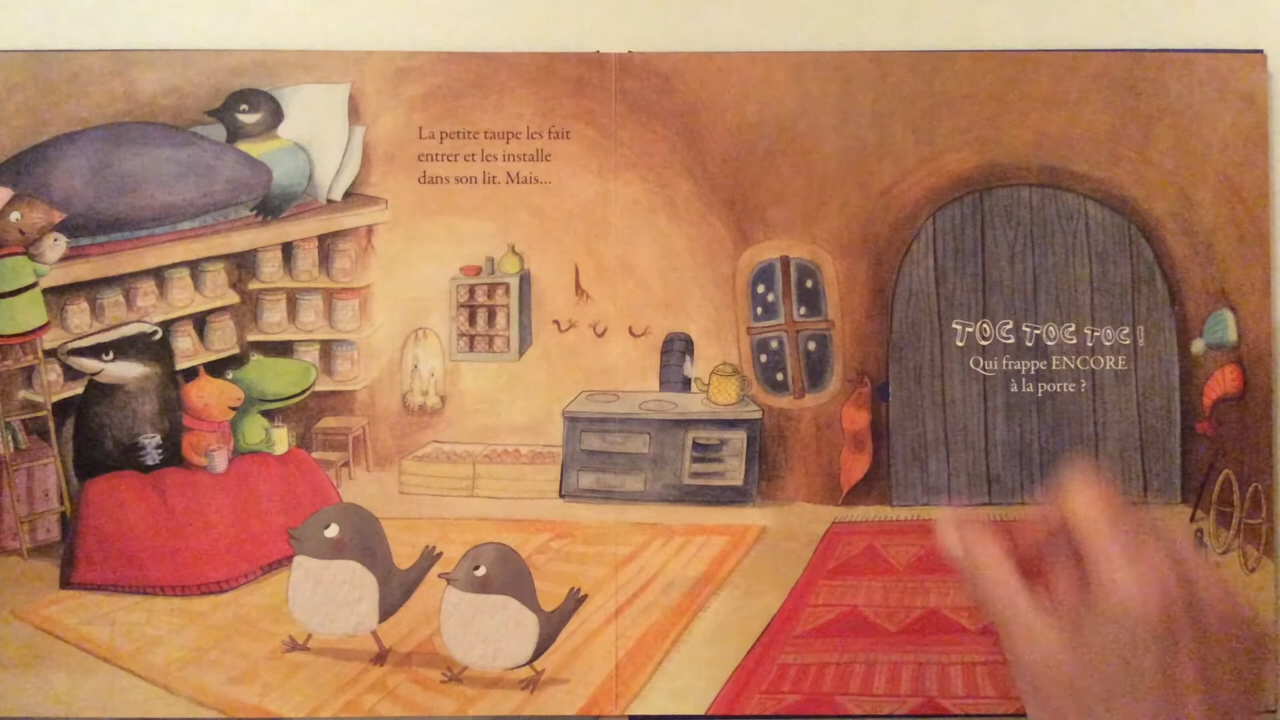 La petite taupe les fait
entrer et les installe
dans son lit. Mais...
TOC TOC TOC !
Qui frappe ENCORE
à la porte ?